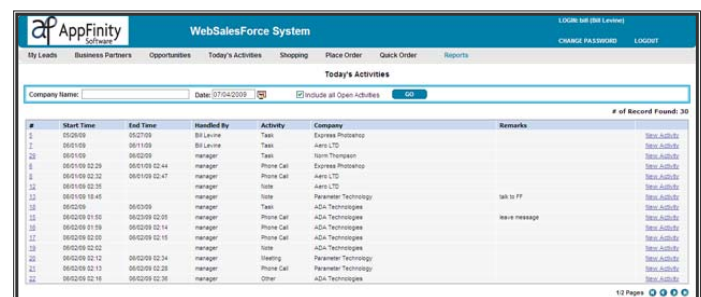 LOGIN: bill (Bill Levine)
AppFinity
Software
WebSalesForce System
CHANGE PASSWORD LOGOUT
My Leads Business Partners Opportunities Today's Activities Shopping Place Order Quick Order Reports
Today's Activities
Company Name: Date: 07/04/2009 Include all Open Activities GO
# of Record Found: 30
# Start Time End Time Handled By Activity Company Remarks
5 05/26/09 05/27/09 Bill Levine Task Express Photoshop New Activity
7 06/01/09 06/11/09 Bill Levine Task Aero LTD New Activity
29 06/01/09 06/02/09 manager Task Norm Thompson New Activity
6 06/01/09 02:29 06/01/09 02:44 manager Phone Call Express Photoshop New Activity
8 06/01/09 02:32 06/01/09 02:47 manager Phone Call Aero LTD New Activity
12 06/01/09 02:35 manager Note Aero LTD New Activity
13 06/01/09 18:45 manager Note Parameter Technology talk to FF New Activity
18 06/02/09 06/03/09 manager Task ADA Technologies New Activity
15 06/02/09 01:50 06/23/09 02:05 manager Phone Call ADA Technologies leave message New Activity
16 06/02/09 01:59 06/02/09 02:14 manager Phone Call ADA Technologies New Activity
17 06/02/09 02:00 06/02/09 02:15 manager Phone Call ADA Technologies New Activity
19 06/02/09 02:02 manager Note ADA Technologies New Activity
20 06/02/09 02:12 06/02/09 02:34 manager Meeting Parameter Technology New Activity
21 06/02/09 02:13 06/02/09 02:28 manager Phone Call Parameter Technology New Activity
22 06/02/09 02:16 06/02/09 02:36 manager Other ADA Technologies New Activity
1/2 Pages